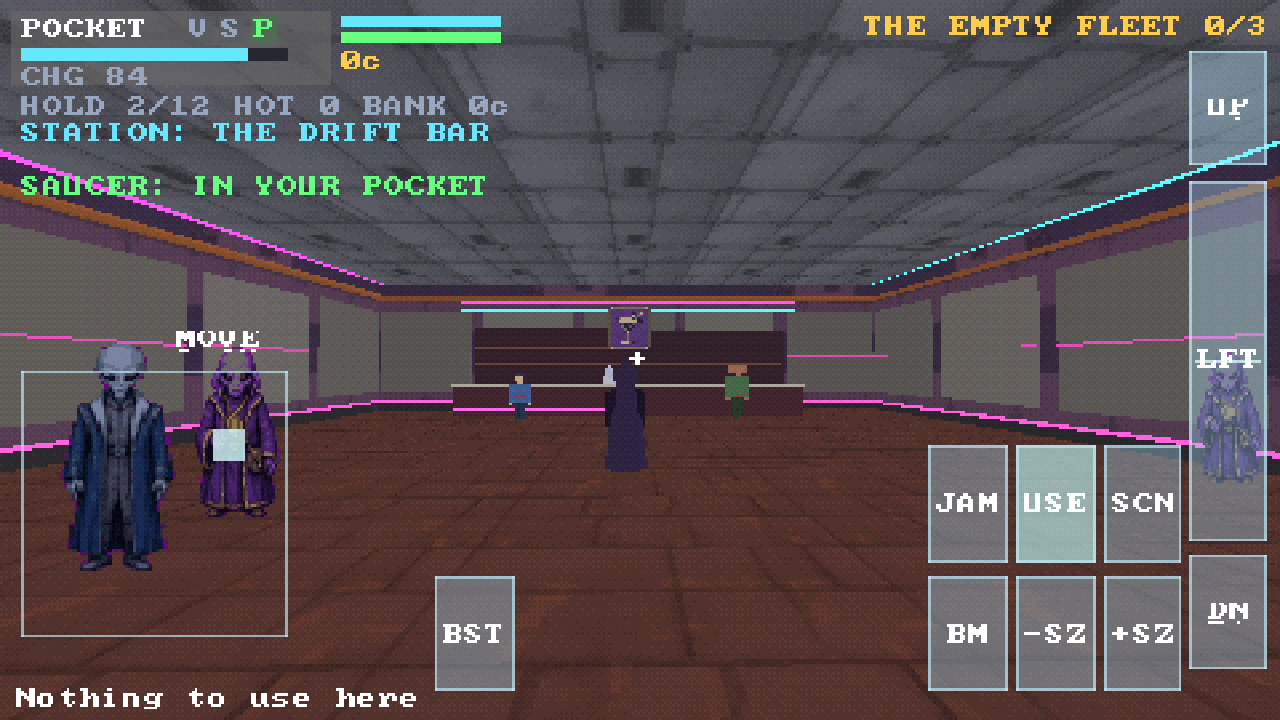 POCKET V S P
CHG 84
0c
HOLD 2/12 HOT 0 BANK 0c
STATION: THE DRIFT BAR
SAUCER: IN YOUR POCKET
THE EMPTY FLEET 0/3
UP
MOVE
LFT
JAM USE SCN
BST
BM -SZ +SZ
DN
Nothing to use here